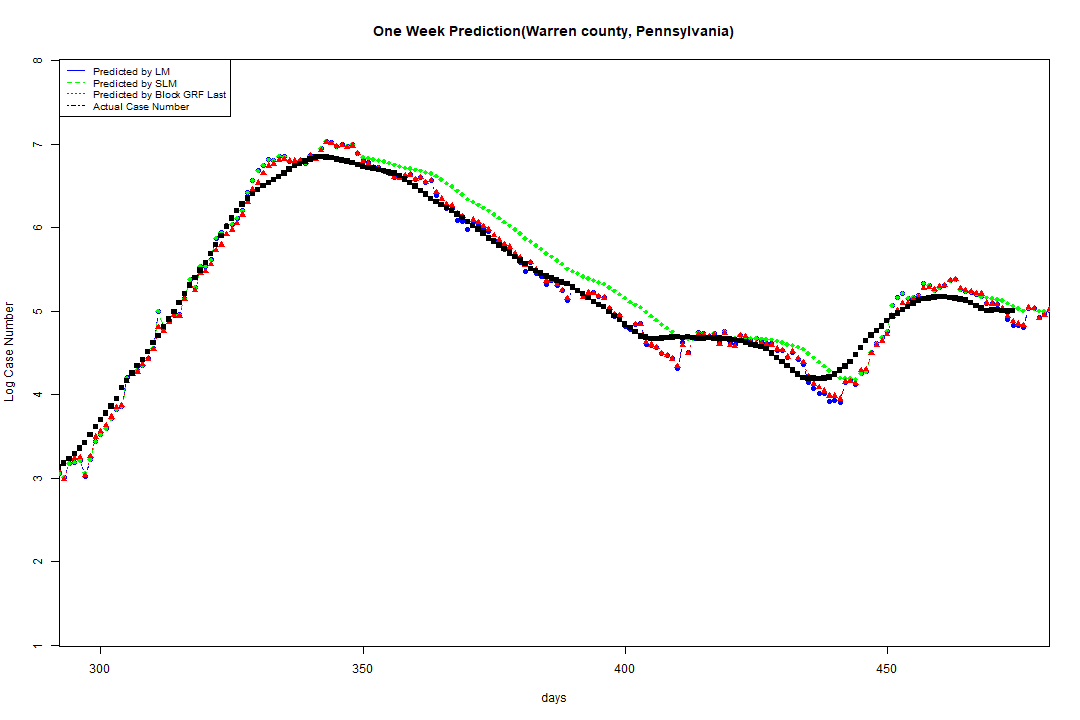 One Week Prediction(Warren county, Pennsylvania)
8
Predicted by LM
Predicted by SLM
Predicted by Block GRF Last
Actual Case Number
7
6
5
4
3
2
1
Log Case Number
300
350
400
450
days